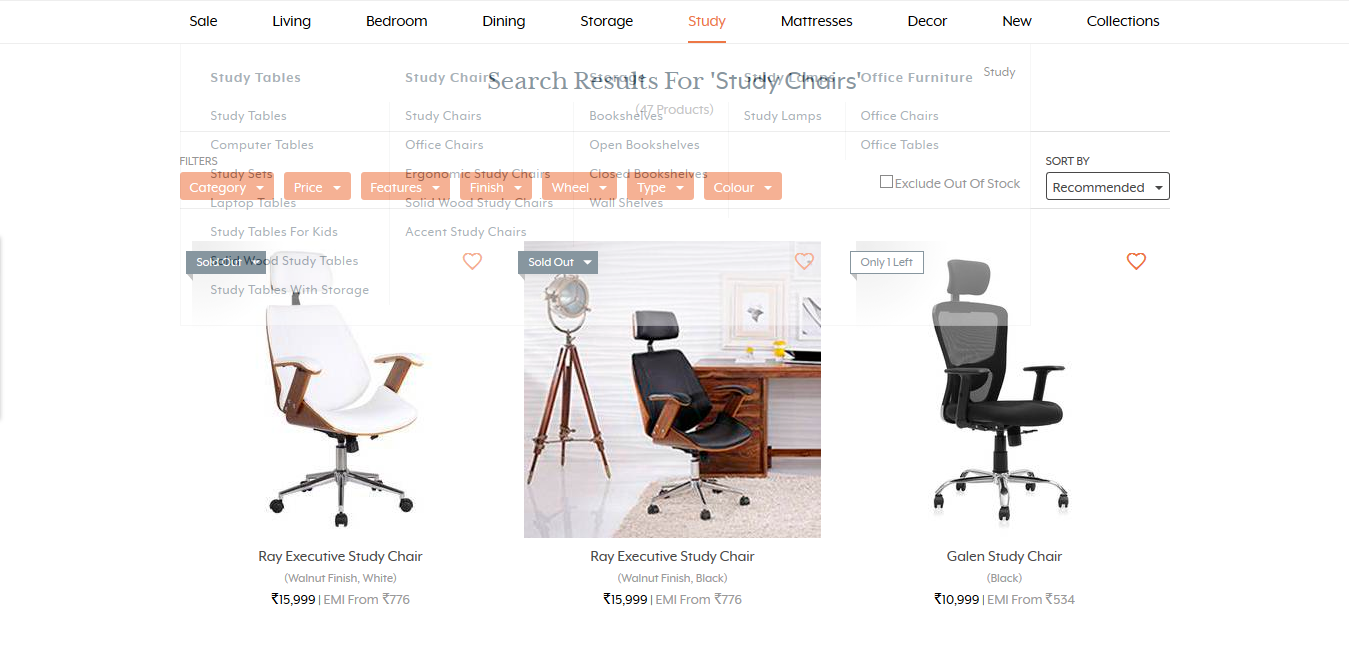 Sale Living Bedroom Dining Storage Study Mattresses Decor New Collections
Study Tables Study Chairs Storage Study Lamps Office Furniture Study
Search Results For 'Study Chairs'
(47 Products)
Study Tables Study Chairs Bookshelves Study Lamps Office Chairs
Computer Tables Office Chairs Open Bookshelves Office Tables
FILTERS SORT BY
Study Sets Ergonomic Study Chairs Closed Bookshelves
Category Price Features Finish Wheel Type Colour Exclude Out Of Stock Recommended
Laptop Tables Solid Wood Study Chairs Wall Shelves
Study Tables For Kids Accent Study Chairs
Solid Wood Study Tables
Sold Out Sold Out Only 1 Left
Study Tables With Storage
Ray Executive Study Chair Ray Executive Study Chair Galen Study Chair
(Walnut Finish, White) (Walnut Finish, Black) (Black)
₹15,999 | EMI From ₹776 ₹15,999 | EMI From ₹776 ₹10,999 | EMI From ₹534